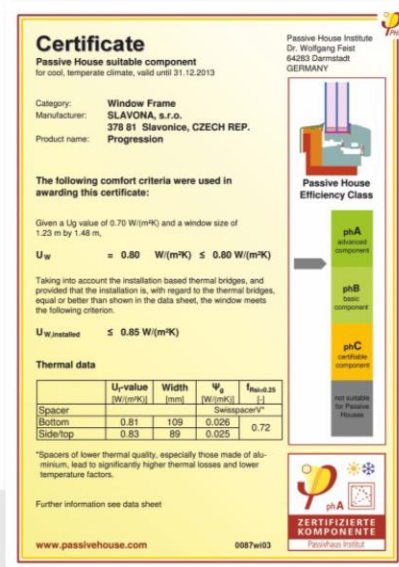 Certificate
Passive House suitable component
for cool, temperate climate, valid until 31.12.2013
Passive House Institute
Dr. Wolfgang Feist
64283 Darmstadt
GERMANY
Category: Window Frame
Manufacturer: SLAVONA, s.r.o.
378 81 Slavonice, CZECH REP.
Product name: Progression
The following comfort criteria were used in
awarding this certificate:
Given a Ug value of 0.70 W/(m²K) and a window size of
1.23 m by 1.48 m,
UW = 0.80 W/(m²K) ≤ 0.80 W/(m²K)
Taking into account the installation based thermal bridges, and
provided that the installation is, with regard to the thermal bridges,
equal or better than shown in the data sheet, the window meets
the following criterion.
UW,installed ≤ 0.85 W/(m²K)
Thermal data
Uf-value Width Ψg fRsi=0.25
[W/(m²K)] [mm] [W/(mK)] [-]
Spacer SwisspacerV*
Bottom 0.81 109 0.026 0.72
Side/top 0.83 89 0.025
*Spacers of lower thermal quality, especially those made of alu-
minium, lead to significantly higher thermal losses and lower
temperature factors.
Further information see data sheet
www.passivehouse.com 0087wi03
Passive House
Efficiency Class
phA
advanced
component
phB
basic
component
phC
certifiable
component
not suitable
for Passive
Houses
phA
ZERTIFIZIERTE
KOMPONENTE
Passivhaus Institut